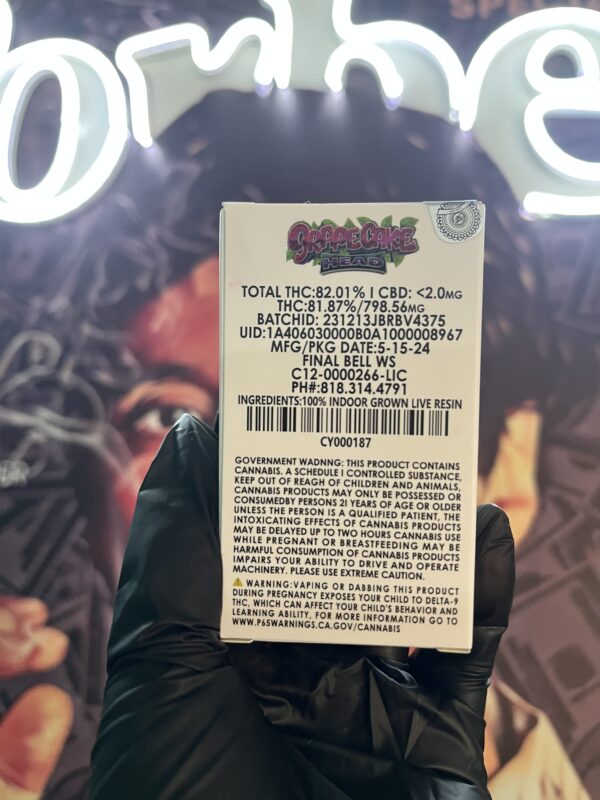 orbe
GRAPECAKE
HEAD
TOTAL THC:82.01% | CBD: <2.0MG
THC:81.87%/798.56MG
BATCHID: 231213JBRBV4375
UID:1A406030000B0A1000008967
MFG/PKG DATE:5-15-24
FINAL BELL WS
C12-0000266-LIC
PH#:818.314.4791
INGREDIENTS:100% INDOOR GROWN LIVE RESIN
CY000187
GOVERNMENT WADNNG: THIS PRODUCT CONTAINS
CANNABIS. A SCHEDULE I CONTROLLED SUBSTANCE,
KEEP OUT OF REAGH OF CHILDREN AND ANIMALS,
CANNABIS PRODUCTS MAY ONLY BE POSSESSED OR
CONSUMEDBY PERSONS 2I YEARS OF AGE OR OLDER
UNLESS THE PERSON IS A QUALIFIED PATIENT, THE
INTOXICATING EFFECTS OF CANNABIS PRODUCTS
MAY BE DELAYED UP TO TWO HOURS CANNABIS USE
WHILE PREGNANT OR BREASTFEEDING MAY BE
HARMFUL CONSUMPTION OF CANNABIS PRODUCTS
IMPAIRS YOUR ABILITY TO DRIVE AND OPERATE
MACHINERY. PLEASE USE EXTREME CAUTION.
WARNING:VAPING OR DABBING THIS PRODUCT
DURING PREGNANCY EXPOSES YOUR CHILD TO DELTA-9
THC, WHICH CAN AFFECT YOUR CHILD'S BEHAVIOR AND
LEARNING ABILITY. FOR MORE INFORMATION GO TO
WWW.P65WARNINGS.CA.GOV/CANNABIS